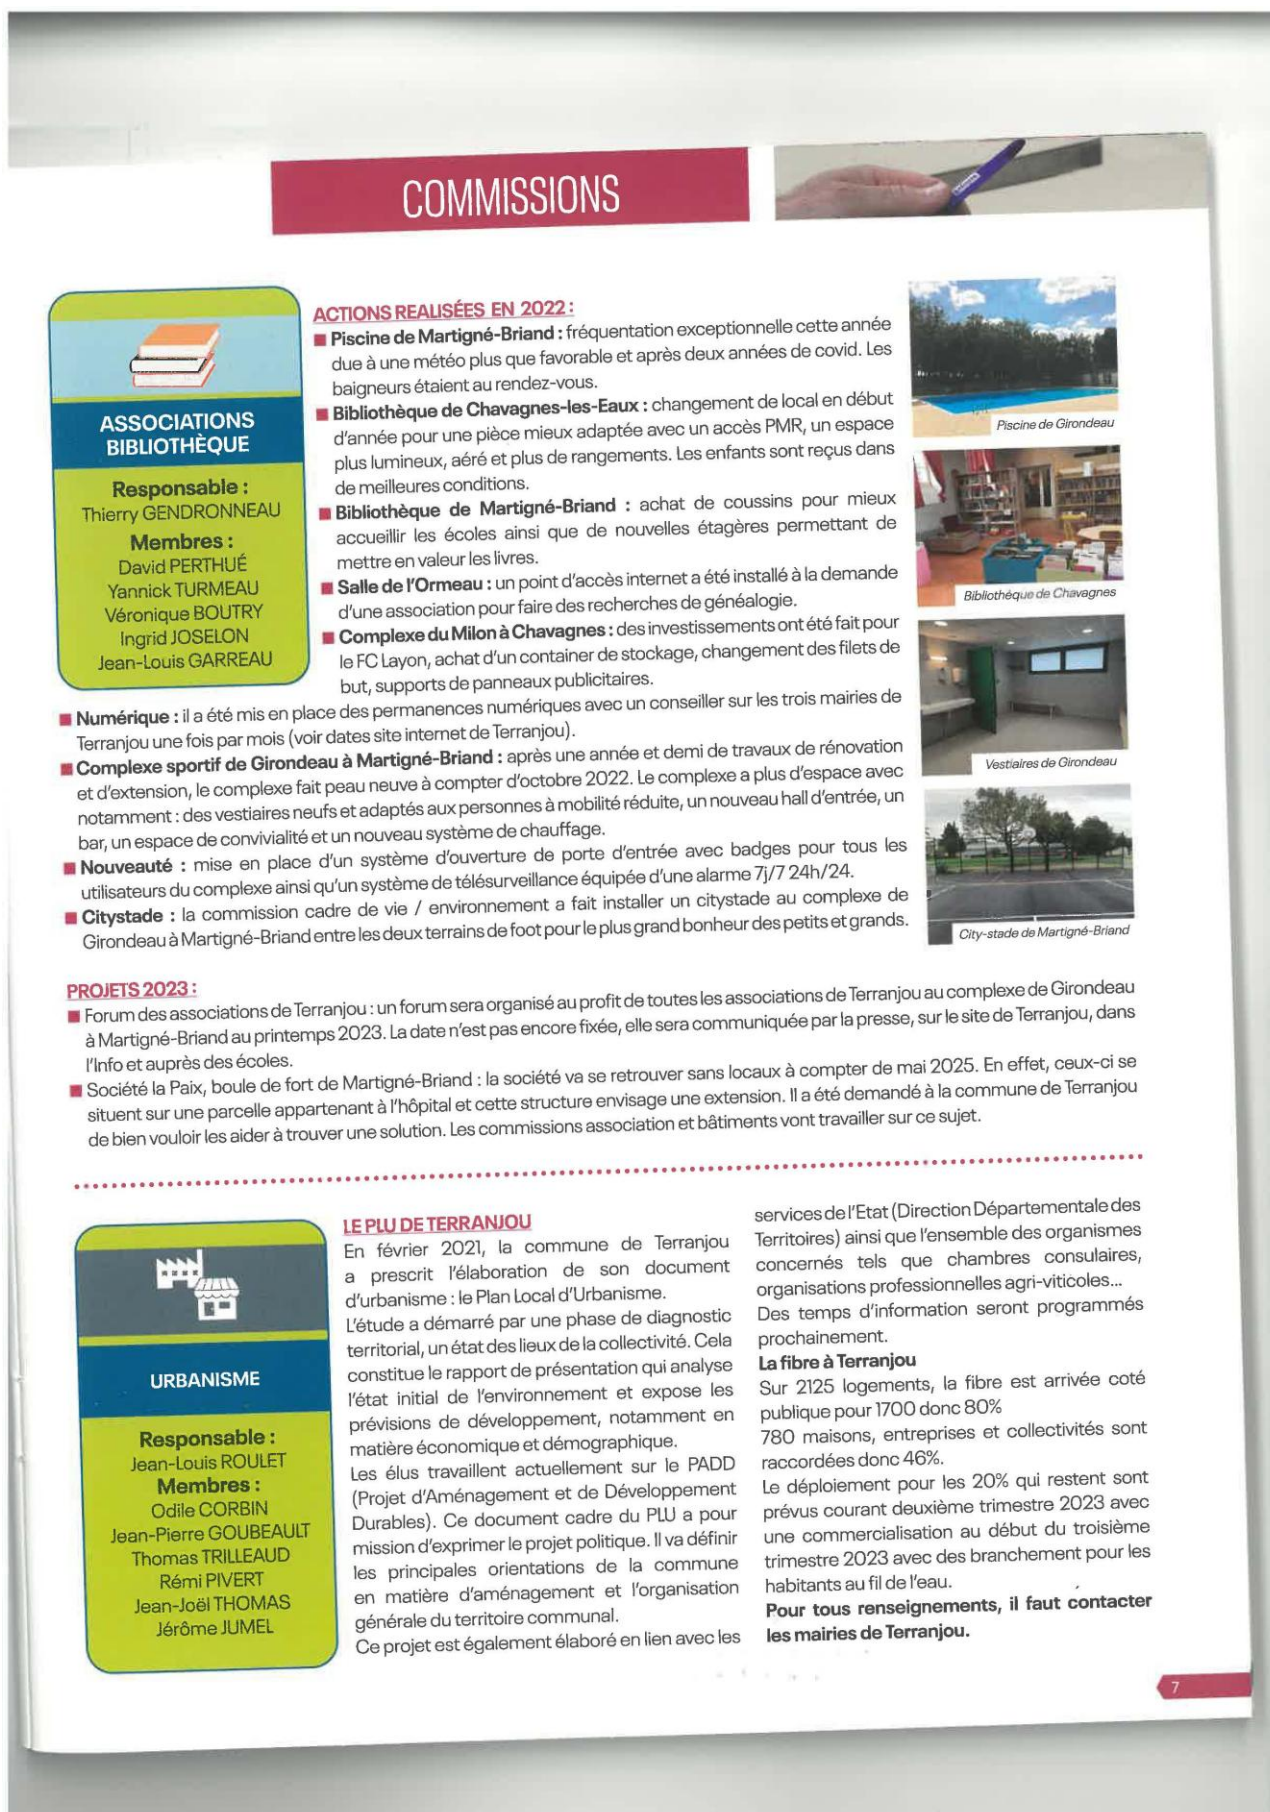 COMMISSIONS
ASSOCIATIONS
BIBLIOTHÈQUE
Responsable :
Thierry GENDRONNEAU
Membres :
David PERTHUÉ
Yannick TURMEAU
Véronique BOUTRY
Ingrid JOSELON
Jean-Louis GARREAU
ACTIONS REALISÉES EN 2022 :
Piscine de Martigné-Briand : fréquentation exceptionnelle cette année
due à une météo plus que favorable et après deux années de covid. Les
baigneurs étaient au rendez-vous.
Bibliothèque de Chavagnes-les-Eaux : changement de local en début
d'année pour une pièce mieux adaptée avec un accès PMR, un espace
plus lumineux, aéré et plus de rangements. Les enfants sont reçus dans
de meilleures conditions.
Bibliothèque de Martigné-Briand : achat de coussins pour mieux
accueillir les écoles ainsi que de nouvelles étagères permettant de
mettre en valeur les livres.
Salle de l'Ormeau : un point d'accès internet a été installé à la demande
d'une association pour faire des recherches de généalogie.
Complexe du Milon à Chavagnes : des investissements ont été fait pour
le FC Layon, achat d'un container de stockage, changement des filets de
but, supports de panneaux publicitaires.
Numérique : il a été mis en place des permanences numériques avec un conseiller sur les trois mairies de
Terranjou une fois par mois (voir dates site internet de Terranjou).
Complexe sportif de Girondeau à Martigné-Briand : après une année et demi de travaux de rénovation
et d'extension, le complexe fait peau neuve à compter d'octobre 2022. Le complexe a plus d'espace avec
notamment : des vestiaires neufs et adaptés aux personnes à mobilité réduite, un nouveau hall d'entrée, un
bar, un espace de convivialité et un nouveau système de chauffage.
Nouveauté : mise en place d'un système d'ouverture de porte d'entrée avec badges pour tous les
utilisateurs du complexe ainsi qu'un système de télésurveillance équipée d'une alarme 7j/7 24h/24.
Citystade : la commission cadre de vie / environnement a fait installer un citystade au complexe de
Girondeau à Martigné-Briand entre les deux terrains de foot pour le plus grand bonheur des petits et grands.
Piscine de Girondeau
Bibliothèque de Chavagnes
Vestiaires de Girondeau
City-stade de Martigné-Briand
PROJETS 2023 :
Forum des associations de Terranjou : un forum sera organisé au profit de toutes les associations de Terranjou au complexe de Girondeau
à Martigné-Briand au printemps 2023. La date n'est pas encore fixée, elle sera communiquée par la presse, sur le site de Terranjou, dans
l'Info et auprès des écoles.
Société la Paix, boule de fort de Martigné-Briand : la société va se retrouver sans locaux à compter de mai 2025. En effet, ceux-ci se
situent sur une parcelle appartenant à l'hôpital et cette structure envisage une extension. Il a été demandé à la commune de Terranjou
de bien vouloir les aider à trouver une solution. Les commissions association et bâtiments vont travailler sur ce sujet.
URBANISME
Responsable :
Jean-Louis ROULET
Membres :
Odile CORBIN
Jean-Pierre GOUBEAULT
Thomas TRILLEAUD
Rémi PIVERT
Jean-Joël THOMAS
Jérôme JUMEL
LE PLU DE TERRANJOU
En février 2021, la commune de Terranjou
a prescrit l'élaboration de son document
d'urbanisme : le Plan Local d'Urbanisme.
L'étude a démarré par une phase de diagnostic
territorial, un état des lieux de la collectivité. Cela
constitue le rapport de présentation qui analyse
l'état initial de l'environnement et expose les
prévisions de développement, notamment en
matière économique et démographique.
Les élus travaillent actuellement sur le PADD
(Projet d'Aménagement et de Développement
Durables). Ce document cadre du PLU a pour
mission d'exprimer le projet politique. Il va définir
les principales orientations de la commune
en matière d'aménagement et l'organisation
générale du territoire communal.
Ce projet est également élaboré en lien avec les
services de l'Etat (Direction Départementale des
Territoires) ainsi que l'ensemble des organismes
concernés tels que chambres consulaires,
organisations professionnelles agri-viticoles...
Des temps d'information seront programmés
prochainement.
La fibre à Terranjou
Sur 2125 logements, la fibre est arrivée coté
publique pour 1700 donc 80%
780 maisons, entreprises et collectivités sont
raccordées donc 46%.
Le déploiement pour les 20% qui restent sont
prévus courant deuxième trimestre 2023 avec
une commercialisation au début du troisième
trimestre 2023 avec des branchement pour les
habitants au fil de l'eau.
Pour tous renseignements, il faut contacter
les mairies de Terranjou.
7